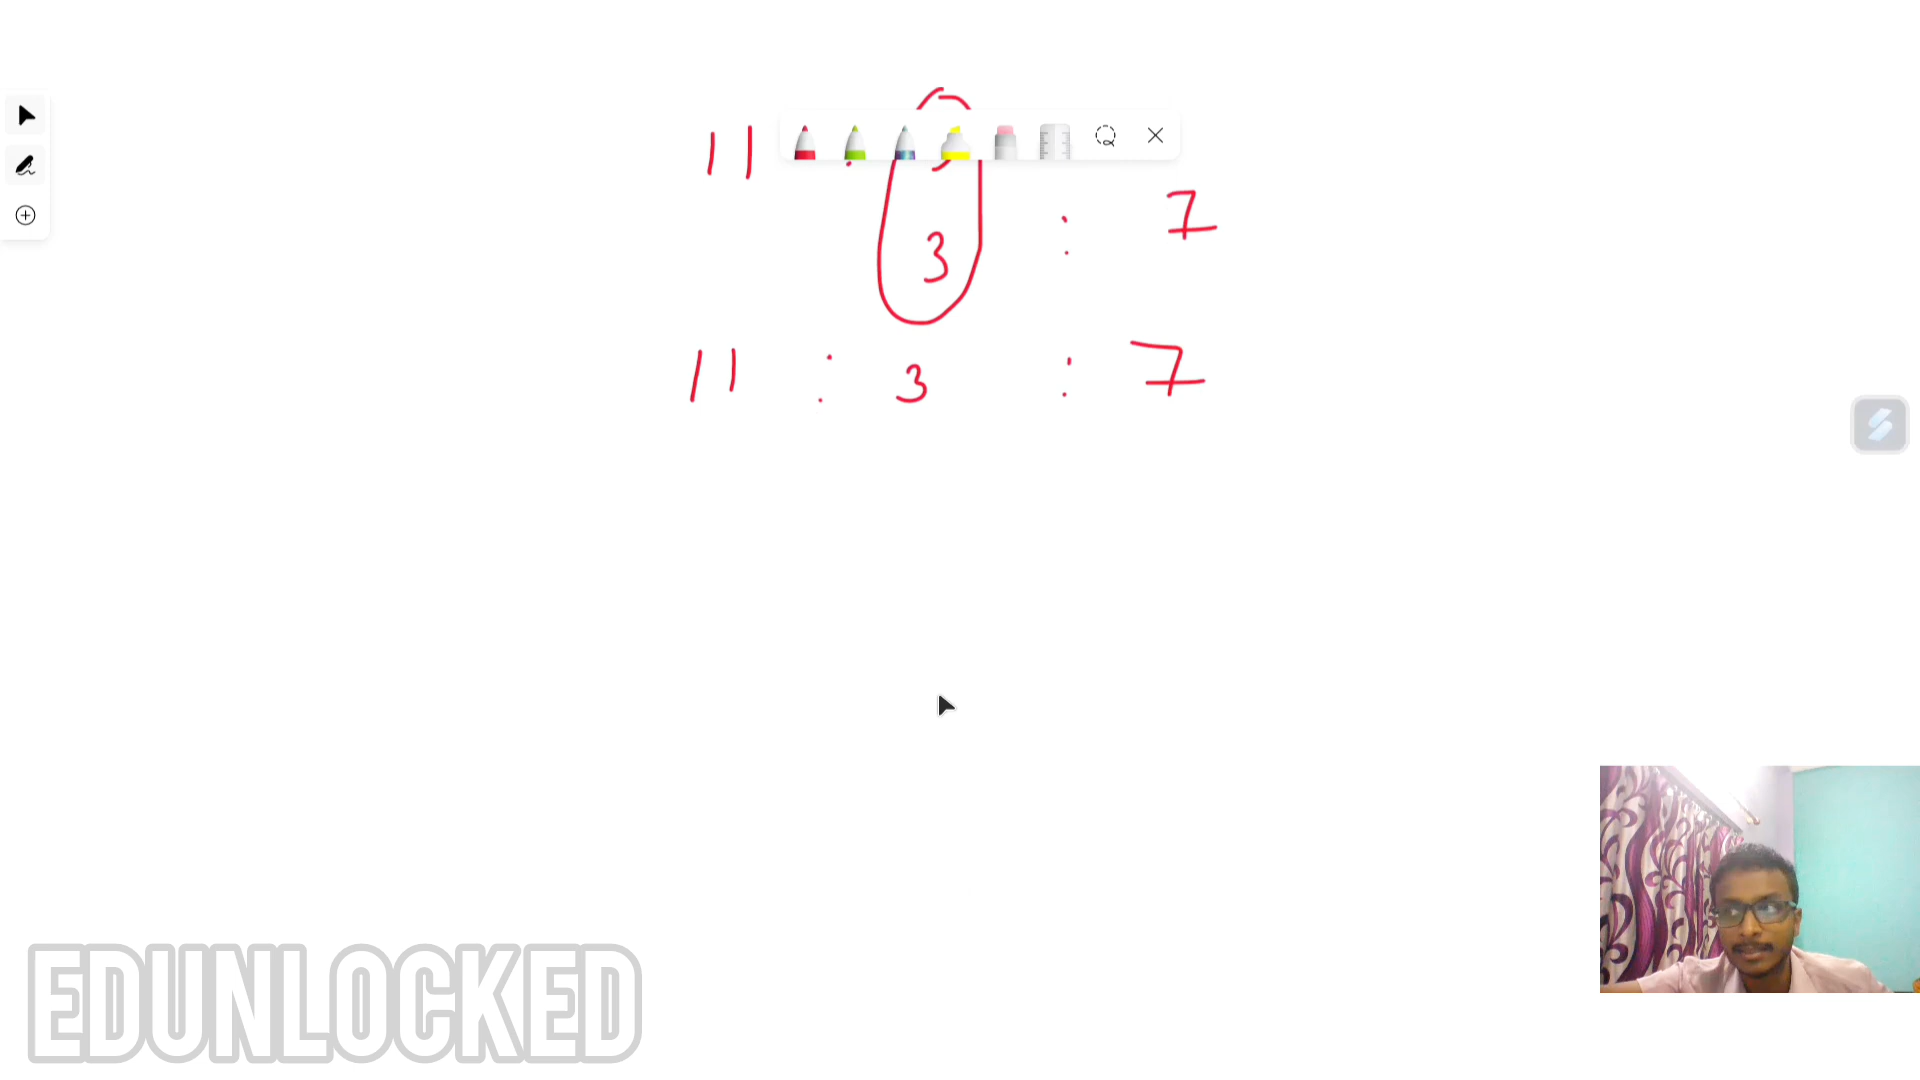 11 :
3 : 7
11 : 3 : 7
EDUNLOCKED